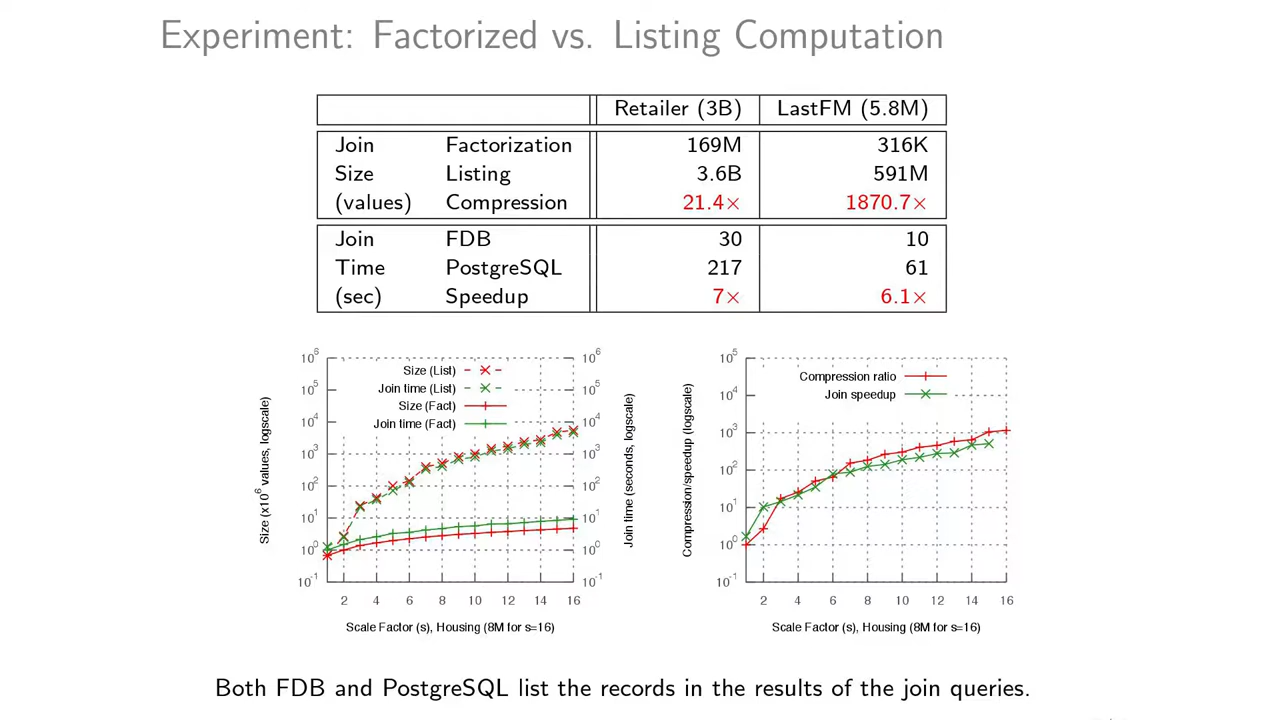 Experiment: Factorized vs. Listing Computation
Retailer (3B) LastFM (5.8M)
Join Factorization 169M 316K
Size Listing 3.6B 591M
(values) Compression 21.4× 1870.7×
Join FDB 30 10
Time PostgreSQL 217 61
(sec) Speedup 7× 6.1×
Size (x10^6 values, logscale)
10^6
10^5
10^4
10^3
10^2
10^1
10^0
10^-1
Size (List)
Join time (List)
Size (Fact)
Join time (Fact)
10^6
10^5
10^4
10^3
10^2
10^1
10^0
10^-1
Join time (seconds, logscale)
2 4 6 8 10 12 14 16
Scale Factor (s), Housing (8M for s=16)
Compression/speedup (logscale)
10^5
10^4
10^3
10^2
10^1
10^0
10^-1
Compression ratio
Join speedup
2 4 6 8 10 12 14 16
Scale Factor (s), Housing (8M for s=16)
Both FDB and PostgreSQL list the records in the results of the join queries.